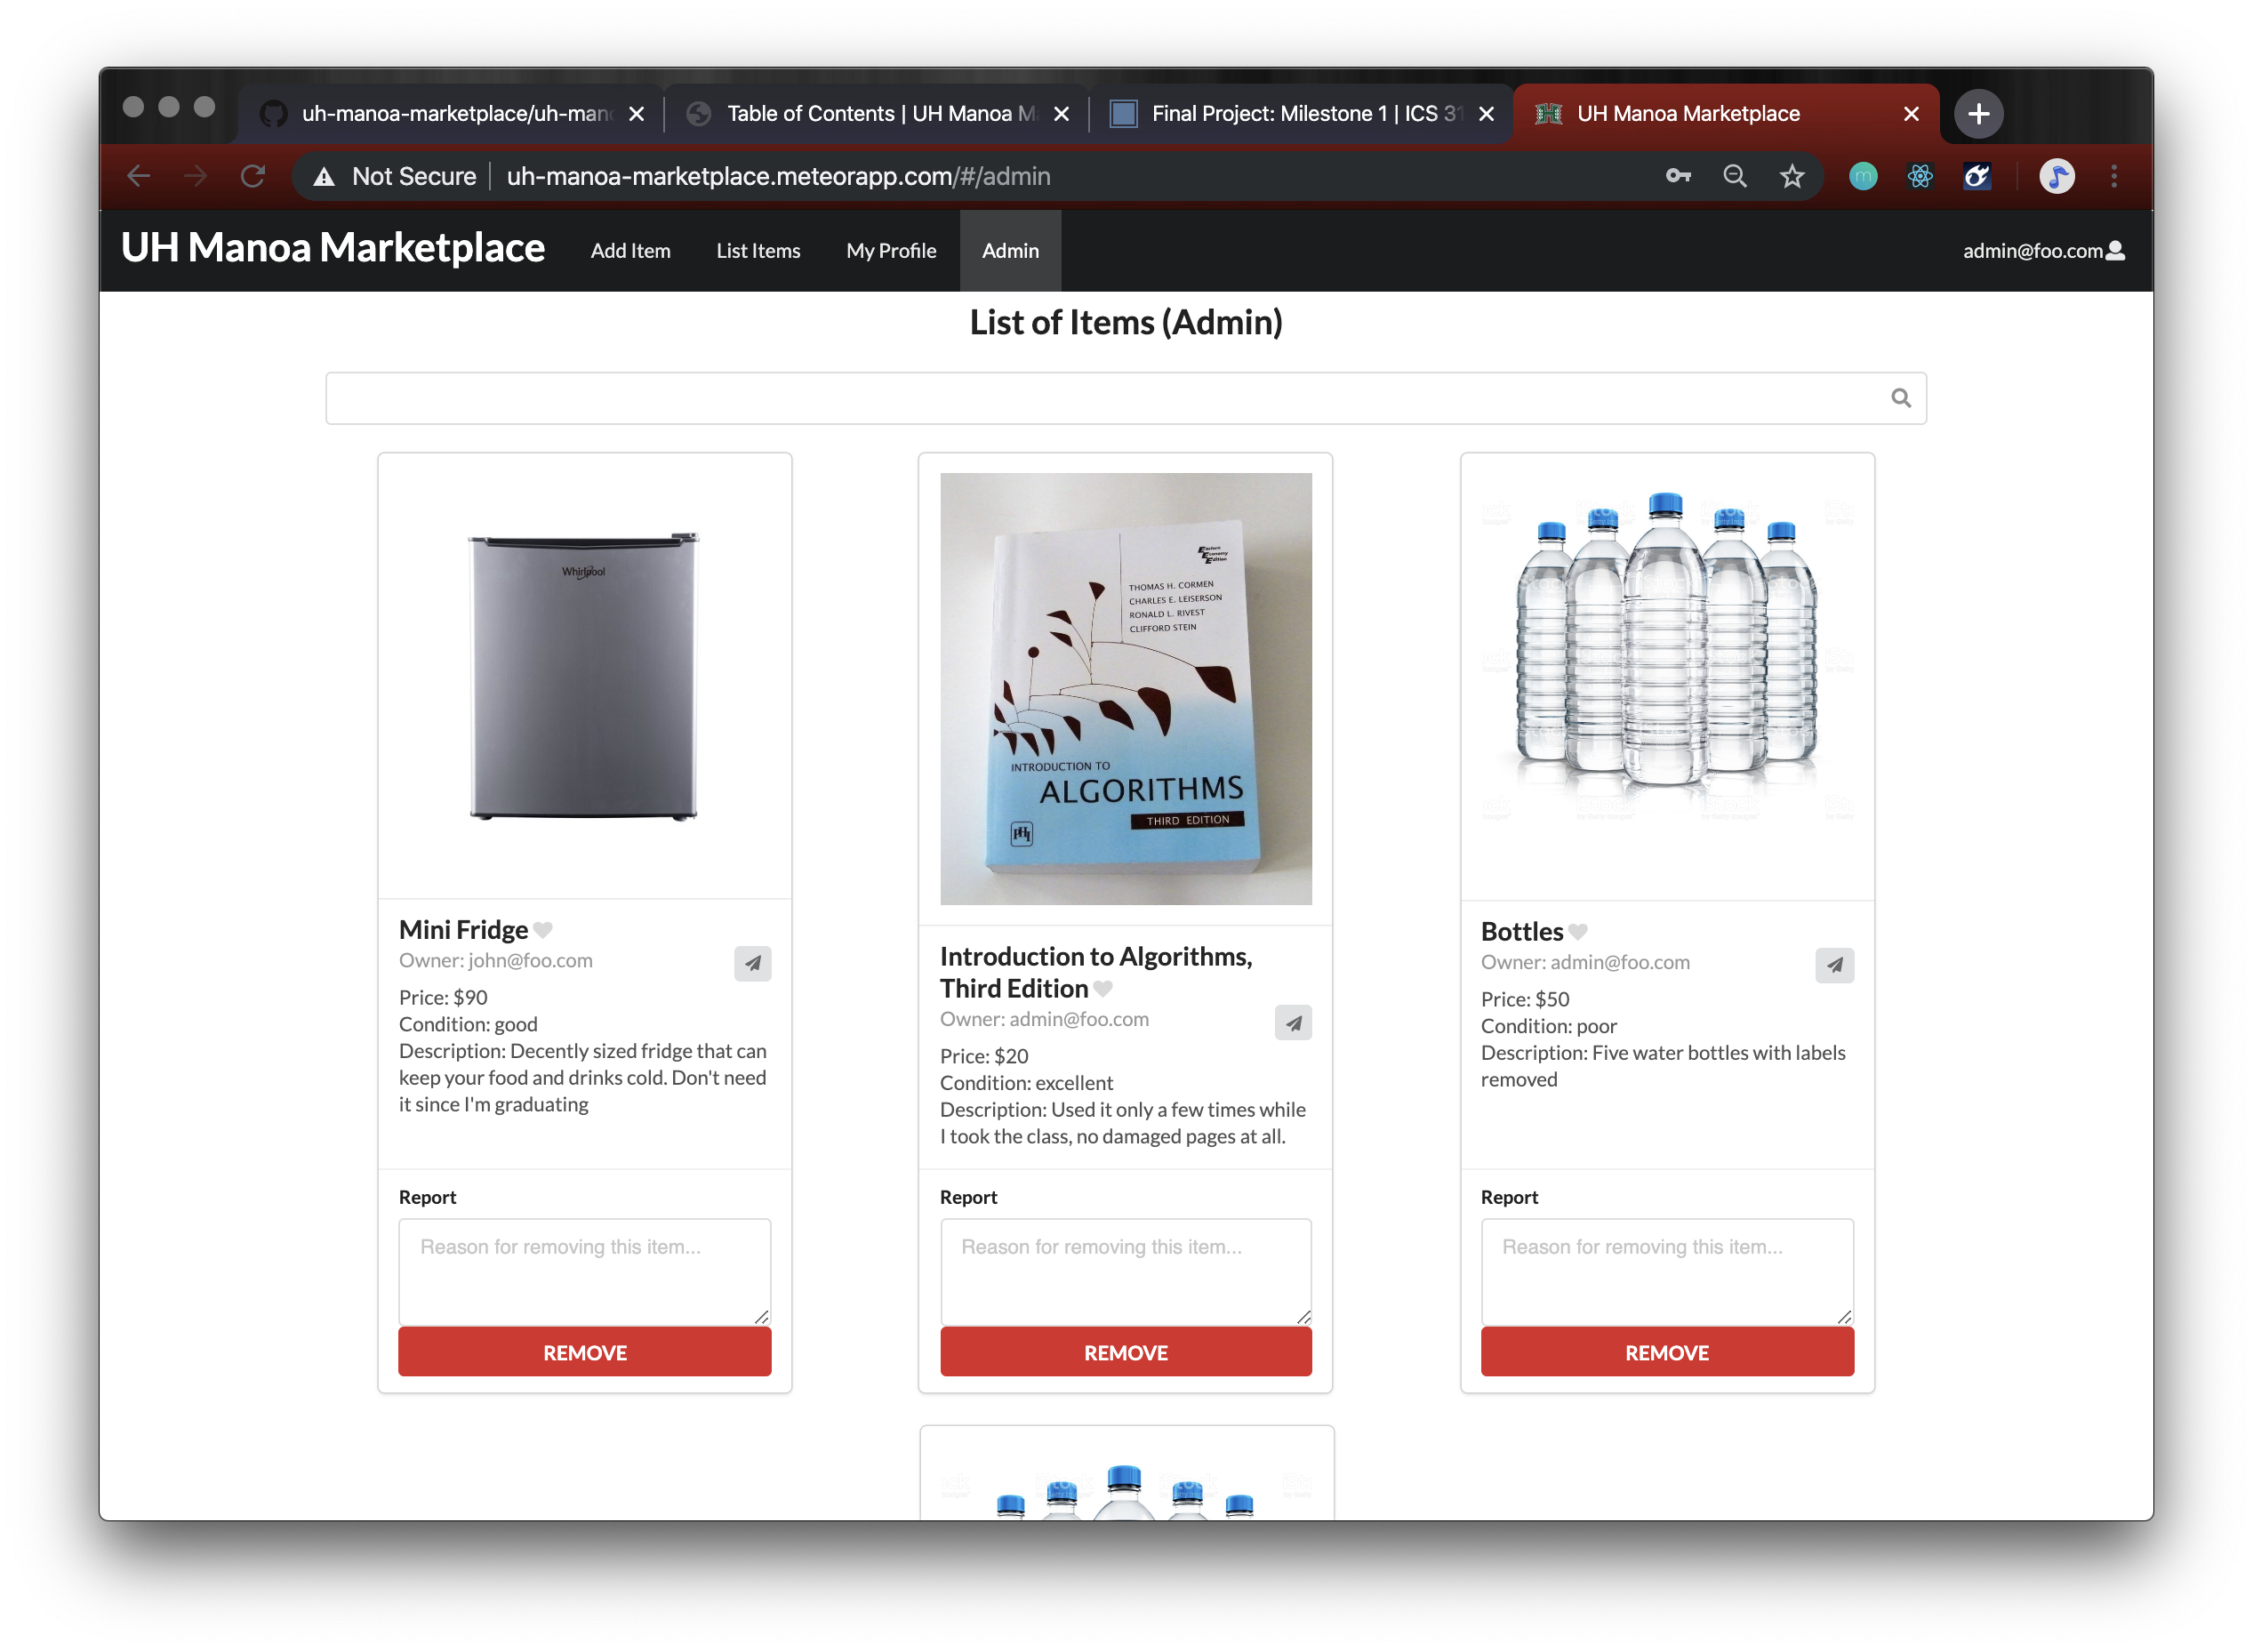 uh-manoa-marketplace/uh-mano
Table of Contents | UH Manoa M
Final Project: Milestone 1 | ICS 31
UH Manoa Marketplace
Not Secure
uh-manoa-marketplace.meteorapp.com/#/admin
UH Manoa Marketplace
Add Item
List Items
My Profile
Admin
admin@foo.com
List of Items (Admin)
Whirlpool
Mini Fridge
Owner: john@foo.com
Price: $90
Condition: good
Description: Decently sized fridge that can
keep your food and drinks cold. Don't need
it since I'm graduating
Report
Reason for removing this item...
REMOVE
Eastern
Economy
Edition
THOMAS H. CORMEN
CHARLES E. LEISERSON
RONALD L. RIVEST
CLIFFORD STEIN
INTRODUCTION TO
ALGORITHMS
THIRD EDITION
PHI
Introduction to Algorithms,
Third Edition
Owner: admin@foo.com
Price: $20
Condition: excellent
Description: Used it only a few times while
I took the class, no damaged pages at all.
Report
Reason for removing this item...
REMOVE
Bottles
Owner: admin@foo.com
Price: $50
Condition: poor
Description: Five water bottles with labels
removed
Report
Reason for removing this item...
REMOVE